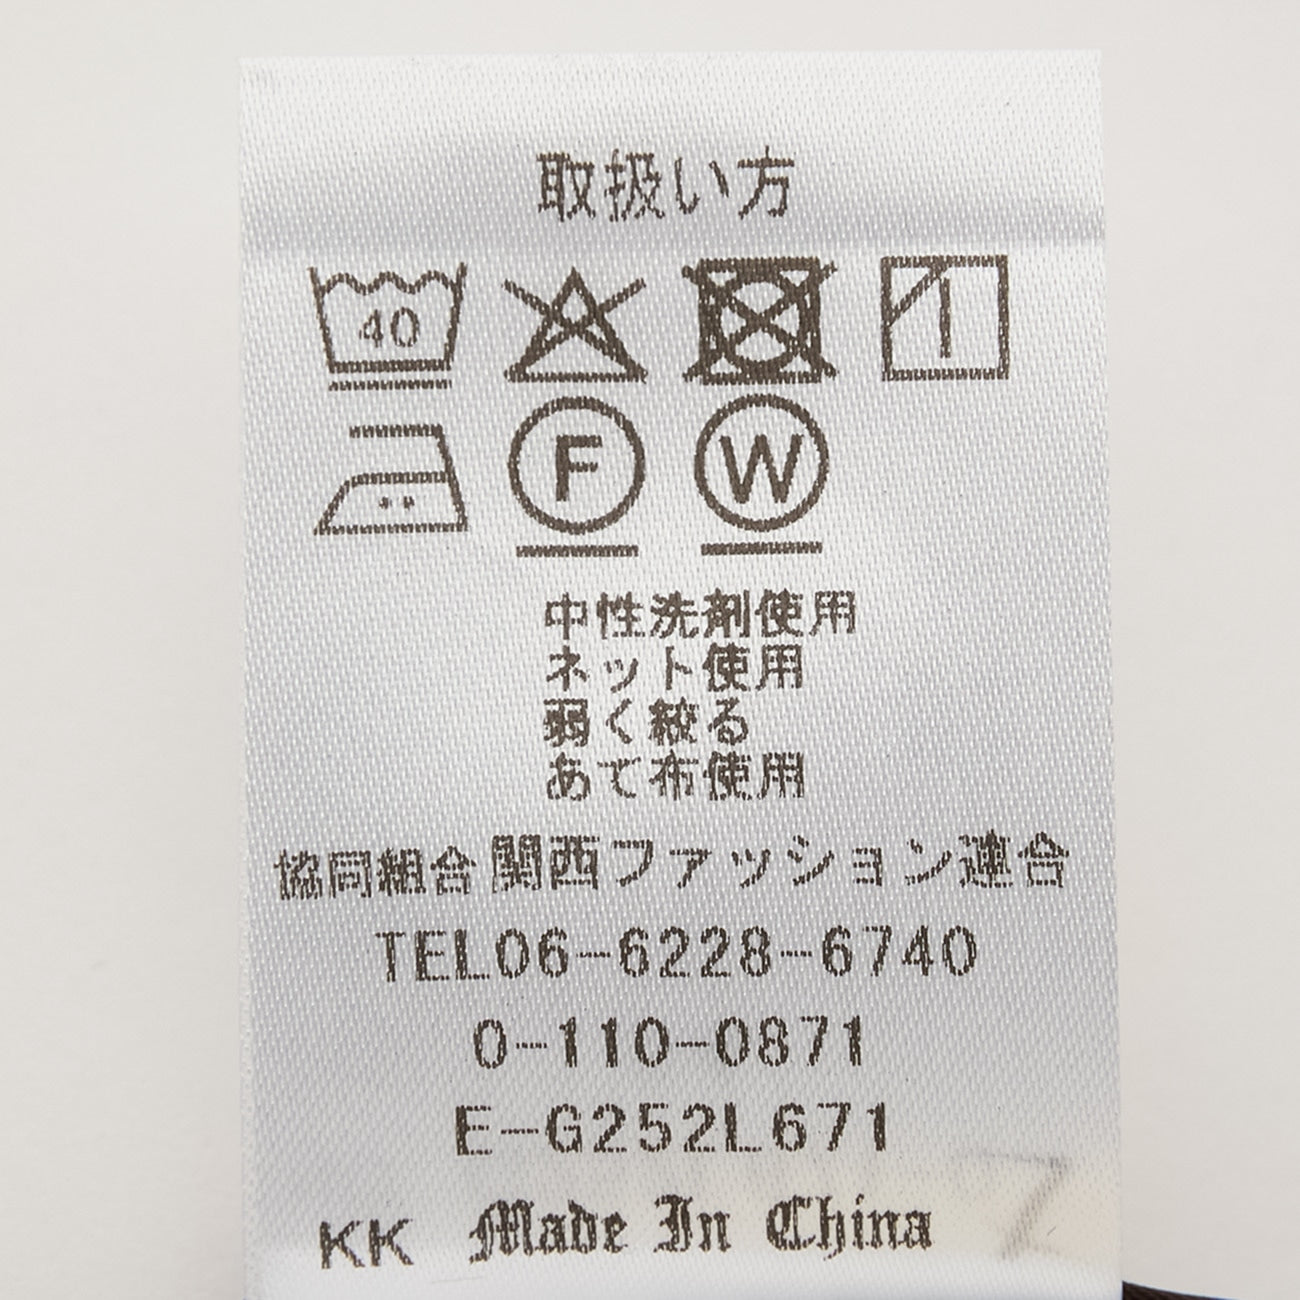 取扱い方
40
F W
中性洗剤使用
ネット使用
弱く絞る
あて布使用
協同組合 関西ファッション連合
TEL06-6228-6740
0-110-0871
E-G252L671
KK Made In China